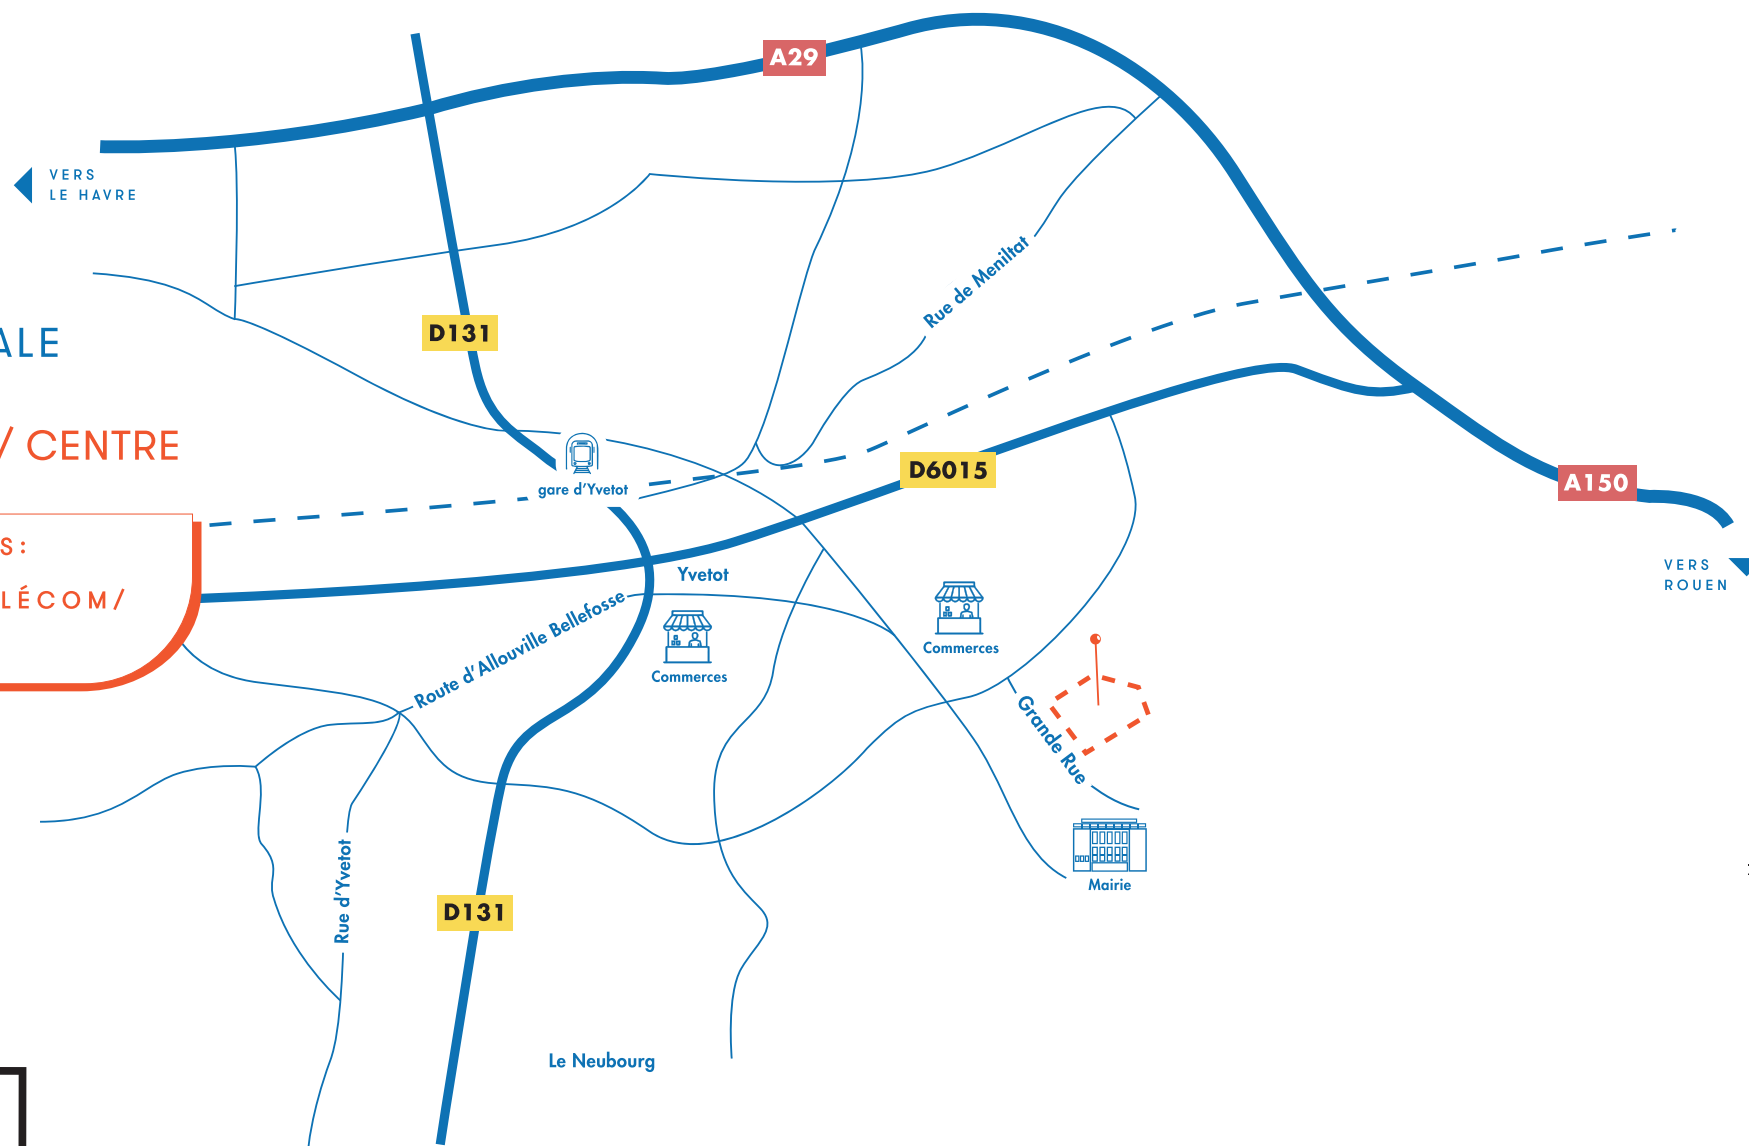 A29
VERS
LE HAVRE
Rue de Meniltat
D131
ALE
/ CENTRE
D6015
gare d'Yvetot
A150
S:
VERS
ROUEN
Yvetot
LÉCOM/
Route d'Allouville Bellefosse
Commerces
Commerces
Grande Rue
Rue d'Yvetot
Mairie
D131
Le Neubourg